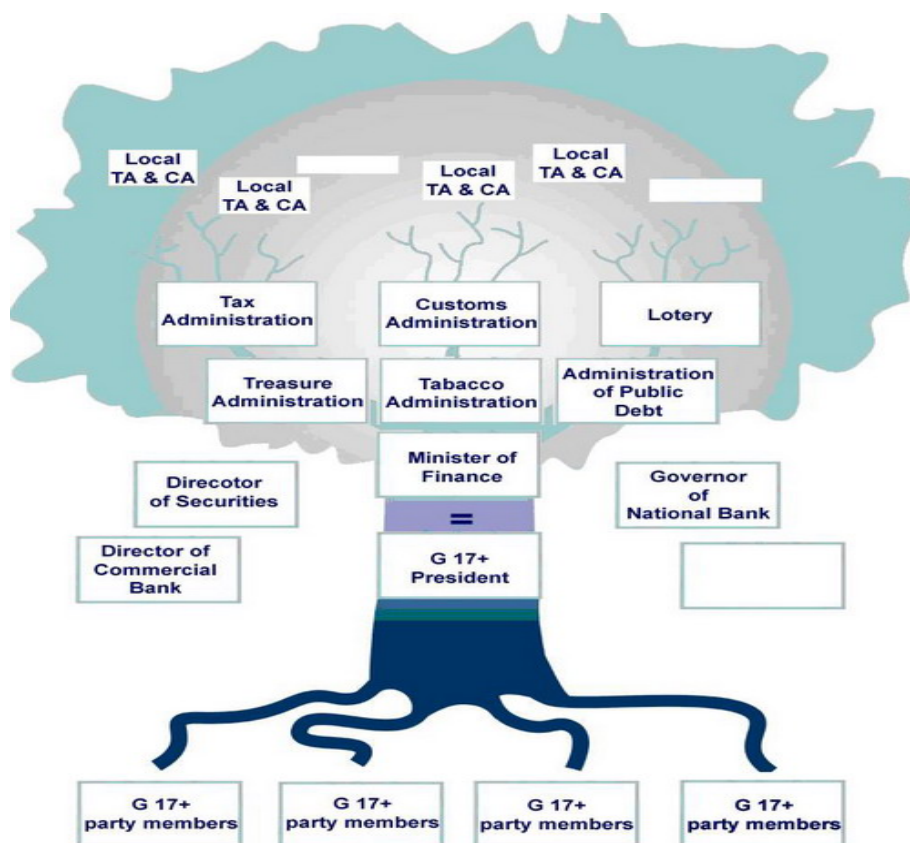 Local
TA & CA
Local
TA & CA
Local
TA & CA
Local
TA & CA
Tax
Administration
Customs
Administration
Lotery
Treasure
Administration
Tabacco
Administration
Administration
of Public
Debt
Minister of
Finance
Direcotor
of Securities
Governor
of
National Bank
=
Director of
Commercial
Bank
G 17+
President
G 17+
party members
G 17+
party members
G 17+
party members
G 17+
party members